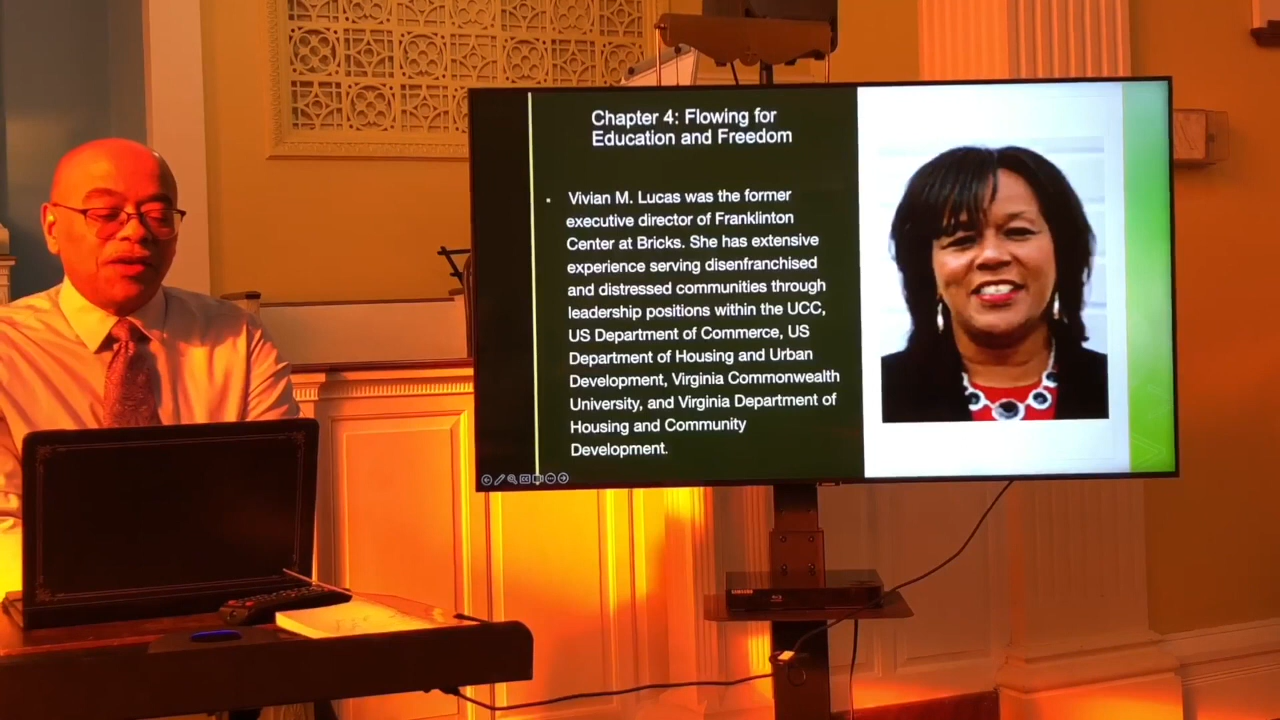 Chapter 4: Flowing for
Education and Freedom
Vivian M. Lucas was the former
executive director of Franklinton
Center at Bricks. She has extensive
experience serving disenfranchised
and distressed communities through
leadership positions within the UCC,
US Department of Commerce, US
Department of Housing and Urban
Development, Virginia Commonwealth
University, and Virginia Department of
Housing and Community
Development.
SAMSUNG